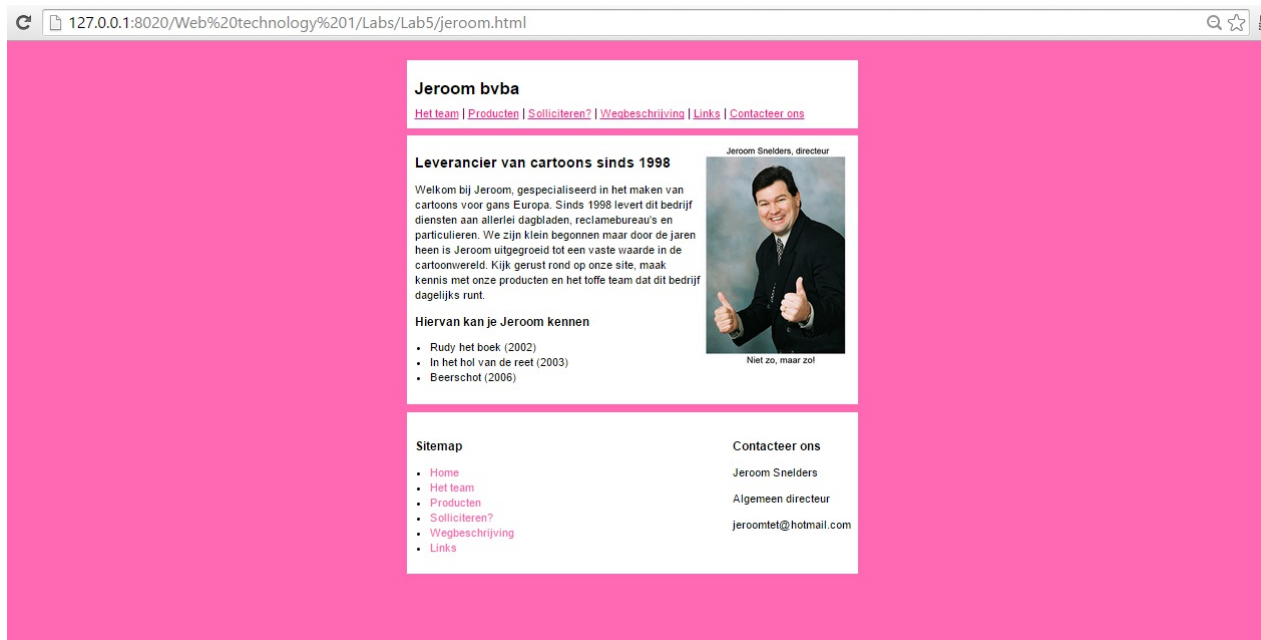 127.0.0.1:8020/Web%20technology%201/Labs/Lab5/jeroom.html
Jeroom bvba
Het team | Producten | Solliciteren? | Wegbeschrijving | Links | Contacteer ons
Leverancier van cartoons sinds 1998
Welkom bij Jeroom, gespecialiseerd in het maken van
cartoons voor gans Europa. Sinds 1998 levert dit bedrijf
diensten aan allerlei dagbladen, reclamebureau's en
particulieren. We zijn klein begonnen maar door de jaren
heen is Jeroom uitgegroeid tot een vaste waarde in de
cartoonwereld. Kijk gerust rond op onze site, maak
kennis met onze producten en het toffe team dat dit bedrijf
dagelijks runt.
Hiervan kan je Jeroom kennen
• Rudy het boek (2002)
• In het hol van de reet (2003)
• Beerschot (2006)
Jeroom Snelders, directeur
Niet zo, maar zo!
Sitemap
• Home
• Het team
• Producten
• Solliciteren?
• Wegbeschrijving
• Links
Contacteer ons
Jeroom Snelders
Algemeen directeur
jeroomtet@hotmail.com